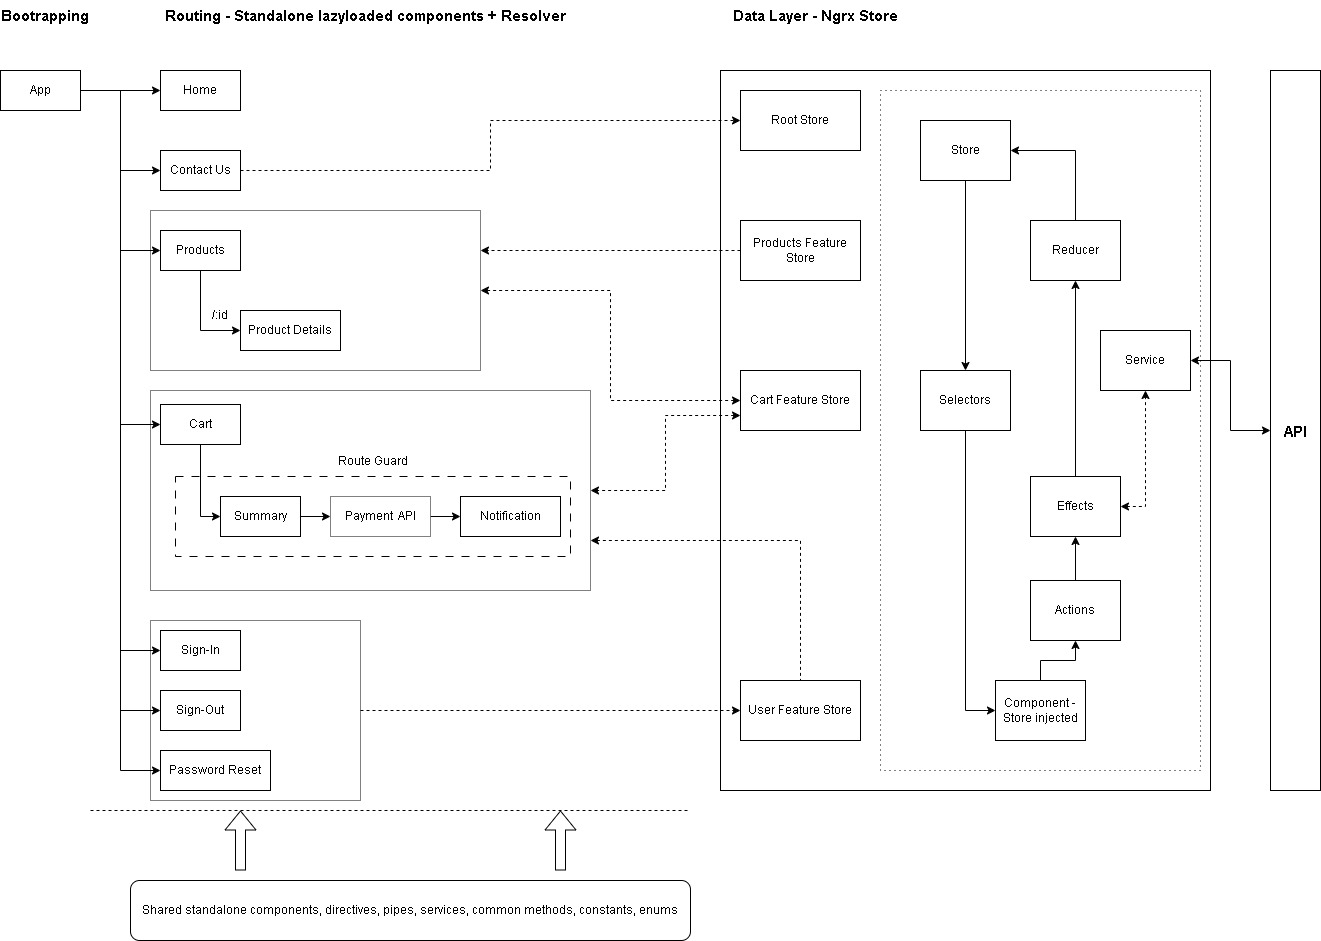 Bootrapping
Routing - Standalone lazyloaded components + Resolver
Data Layer - Ngrx Store
App
Home
Root Store
Store
Contact Us
Products
Products Feature
Store
Reducer
/:id
Product Details
Service
Cart
Cart Feature Store
Selectors
API
Route Guard
Summary
Payment API
Notification
Effects
Actions
Sign-In
Sign-Out
User Feature Store
Component -
Store injected
Password Reset
Shared standalone components, directives, pipes, services, common methods, constants, enums